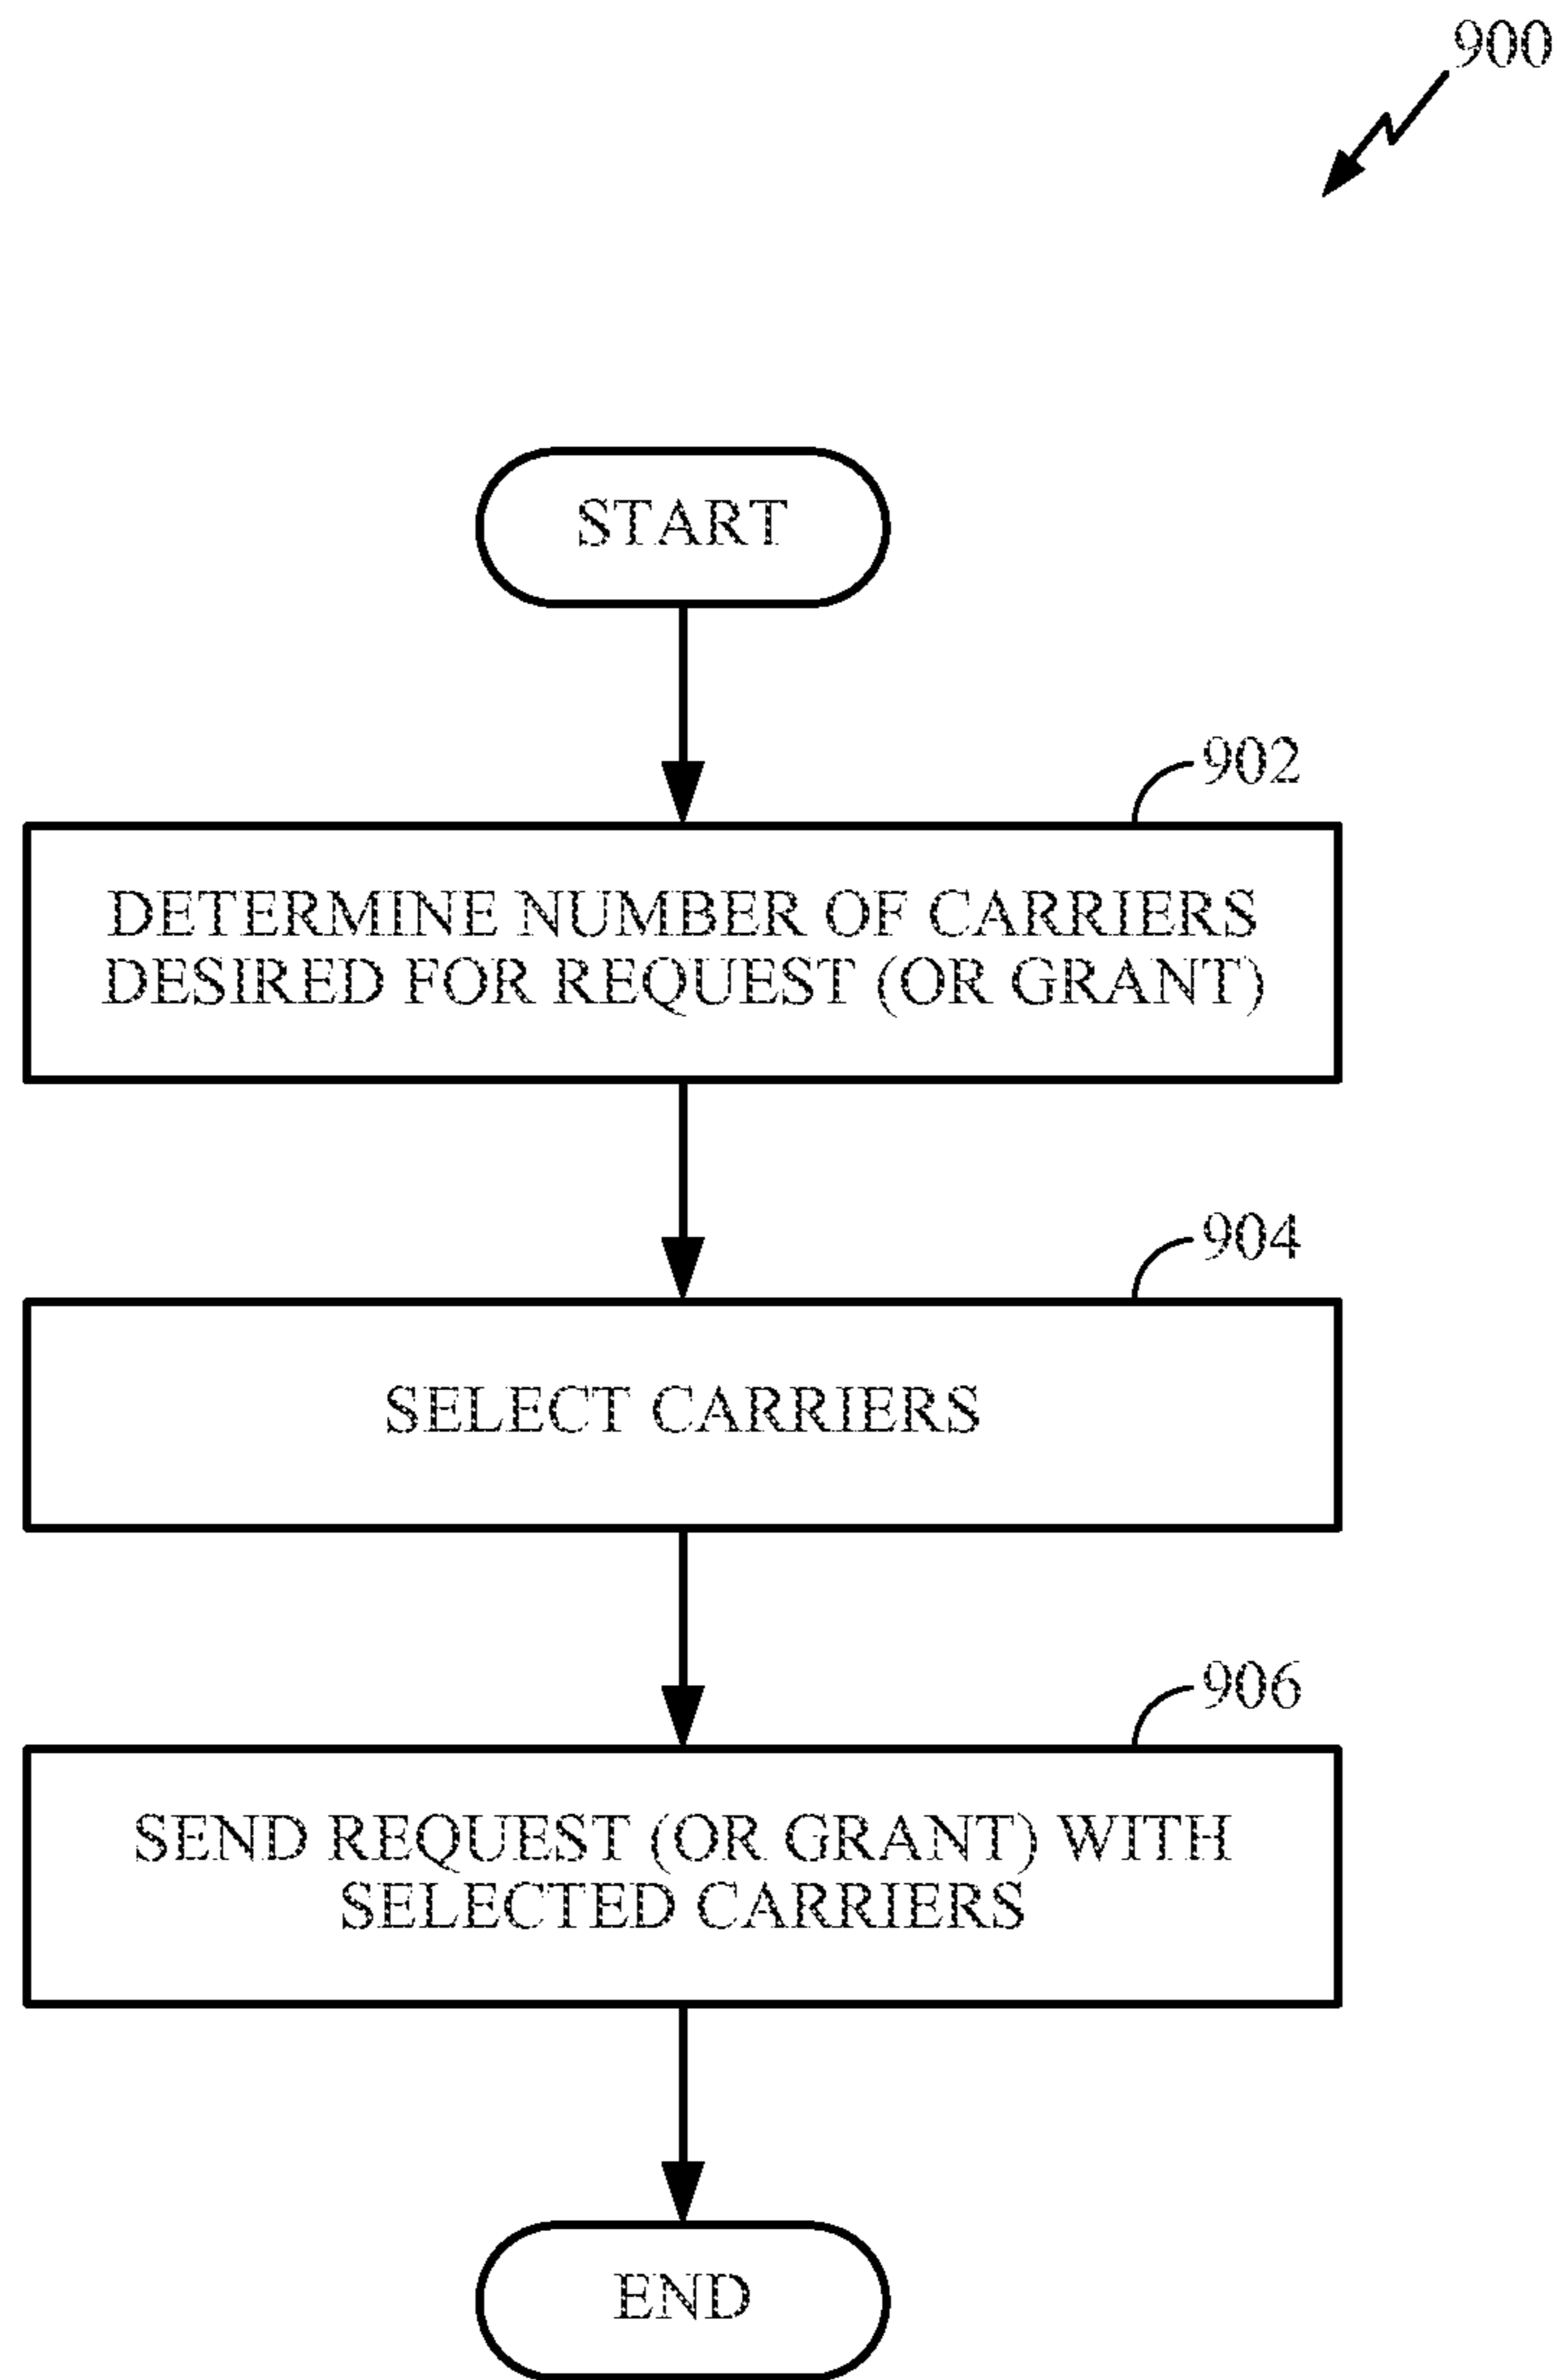 900
START
902
DETERMINE NUMBER OF CARRIERS
DESIRED FOR REQUEST (OR GRANT)
904
SELECT CARRIERS
906
SEND REQUEST (OR GRANT) WITH
SELECTED CARRIERS
END